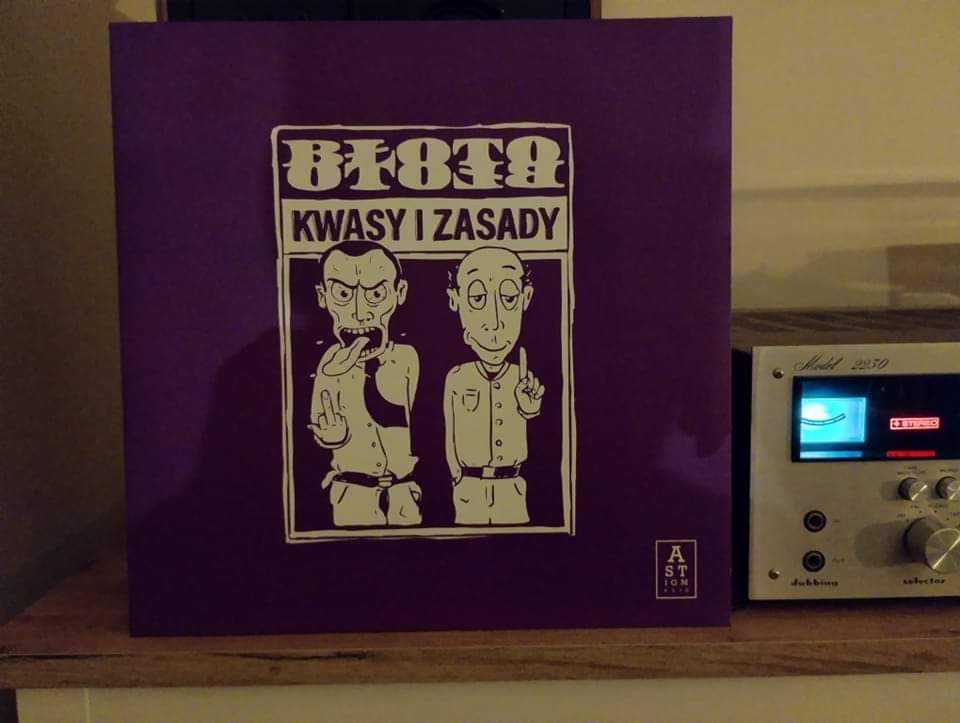 BŁOTO
KWASY I ZASADY
A
ST
IGM
Model 2230
STEREO
dubbing
selector